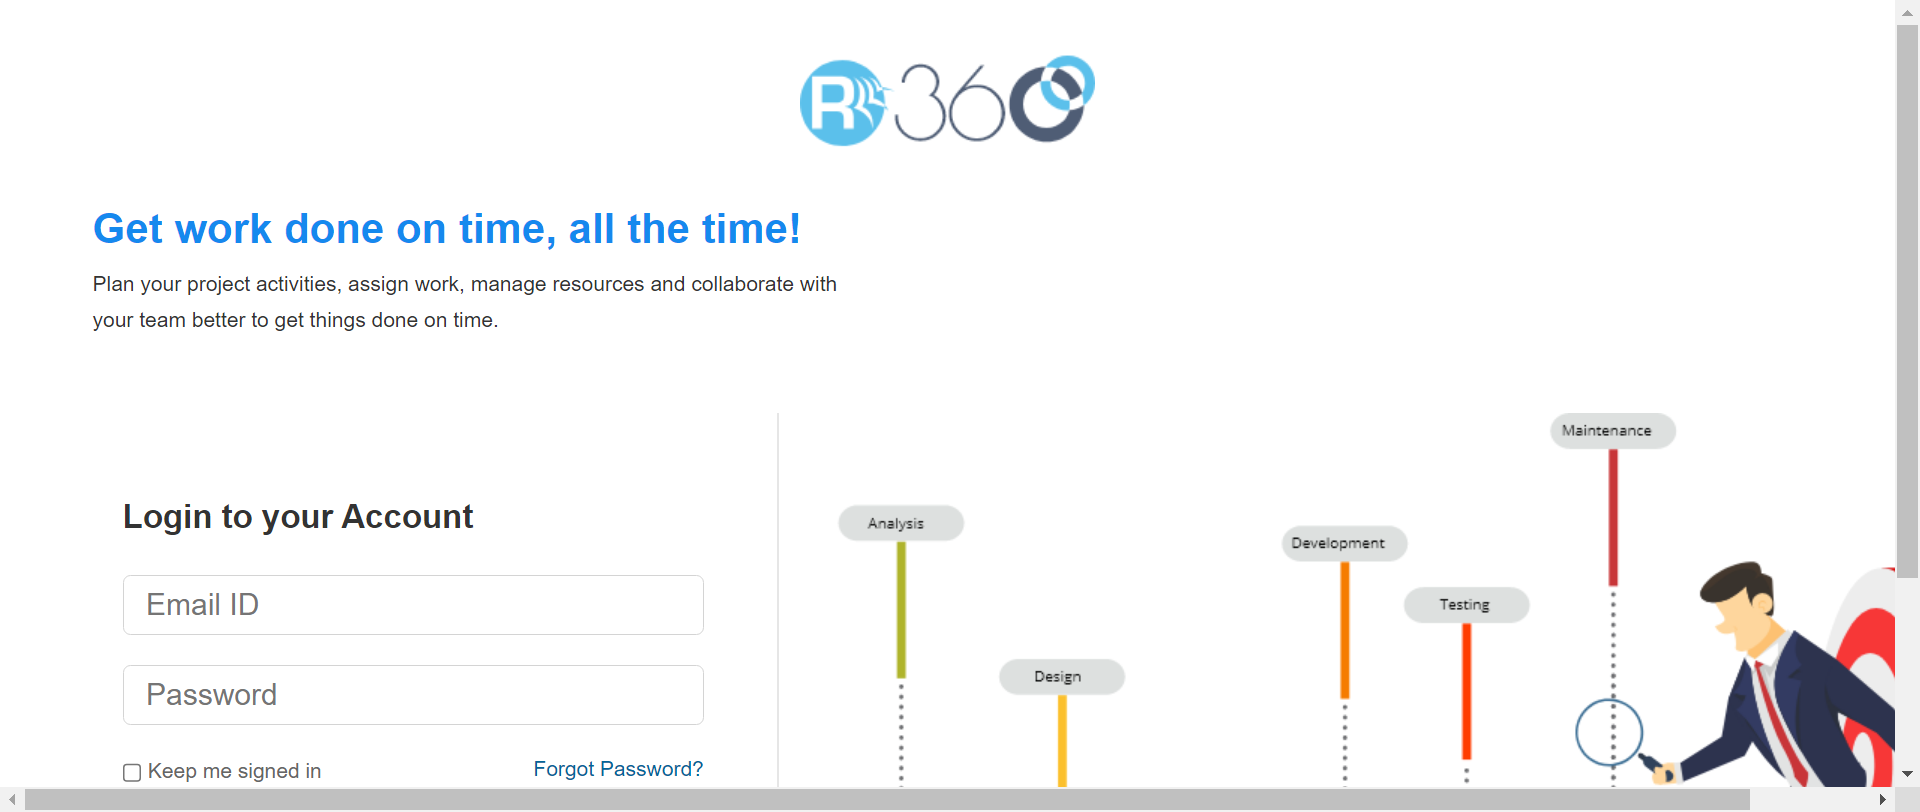 R 360
Get work done on time, all the time!
Plan your project activities, assign work, manage resources and collaborate with
your team better to get things done on time.
Login to your Account
Email ID
Password
Keep me signed in
Forgot Password?
Analysis
Design
Development
Testing
Maintenance